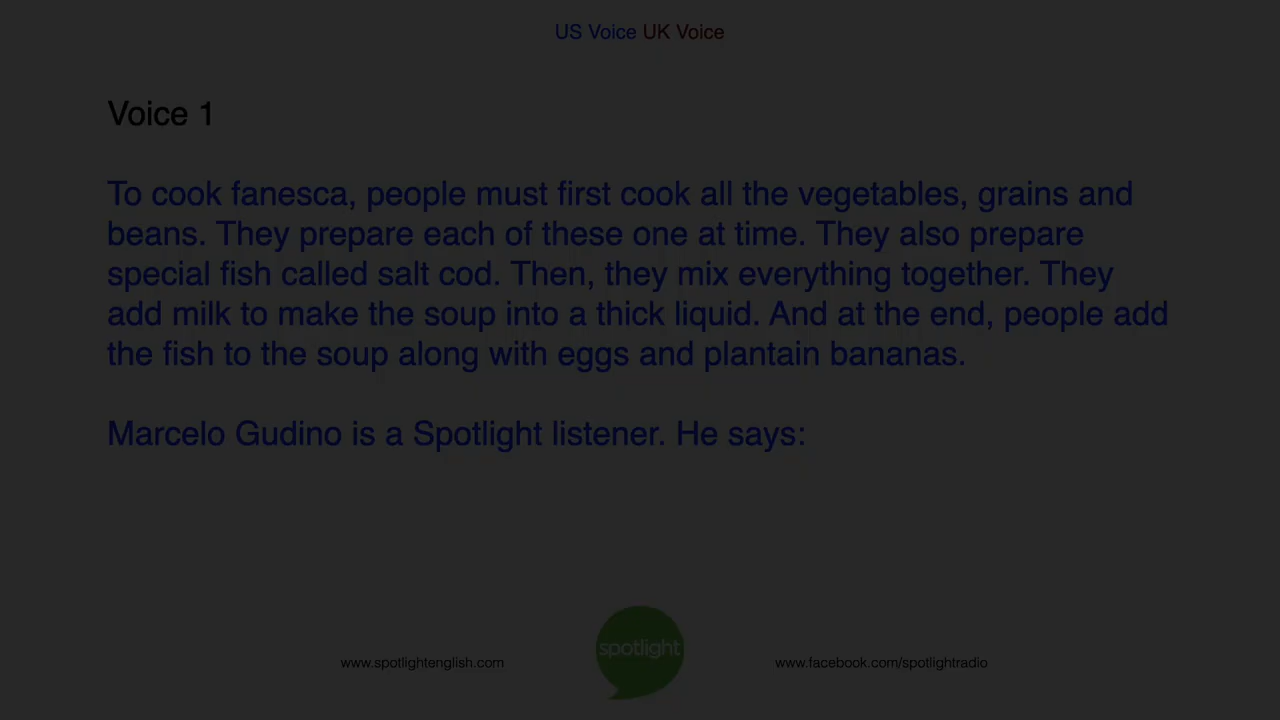 US Voice UK Voice
Voice 1
To cook fanesca, people must first cook all the vegetables, grains and
beans. They prepare each of these one at time. They also prepare
special fish called salt cod. Then, they mix everything together. They
add milk to make the soup into a thick liquid. And at the end, people add
the fish to the soup along with eggs and plantain bananas.
Marcelo Gudino is a Spotlight listener. He says:
spotlight
www.spotlightenglish.com
www.facebook.com/spotlightradio